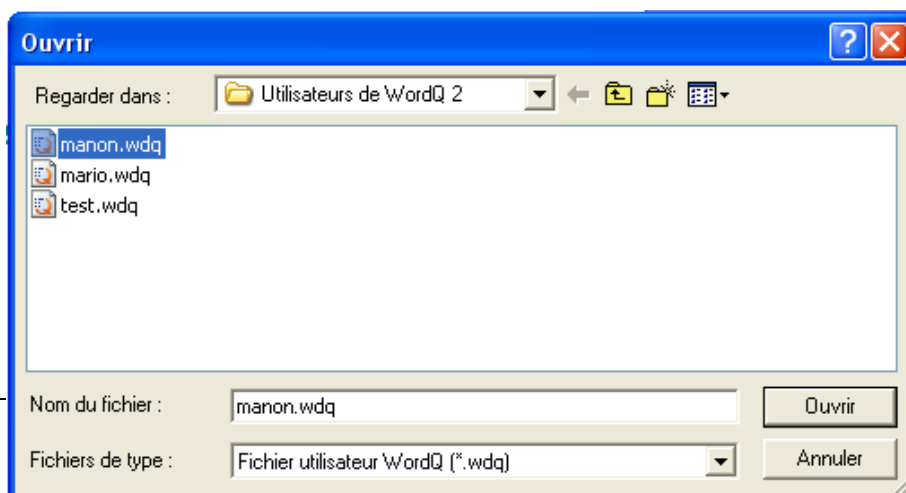 Ouvrir
Regarder dans : Utilisateurs de WordQ 2
manon.wdq
mario.wdq
test.wdq
Nom du fichier : manon.wdq Ouvrir
Fichiers de type : Fichier utilisateur WordQ (*.wdq) Annuler